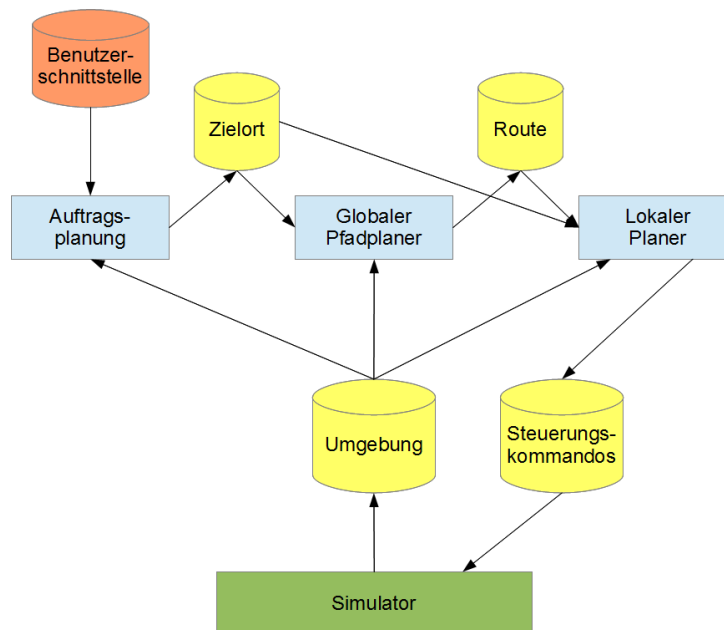 Benutzer-
schnittstelle
Zielort
Route
Auftrags-
planung
Globaler
Pfadplaner
Lokaler
Planer
Umgebung
Steuerungs-
kommandos
Simulator